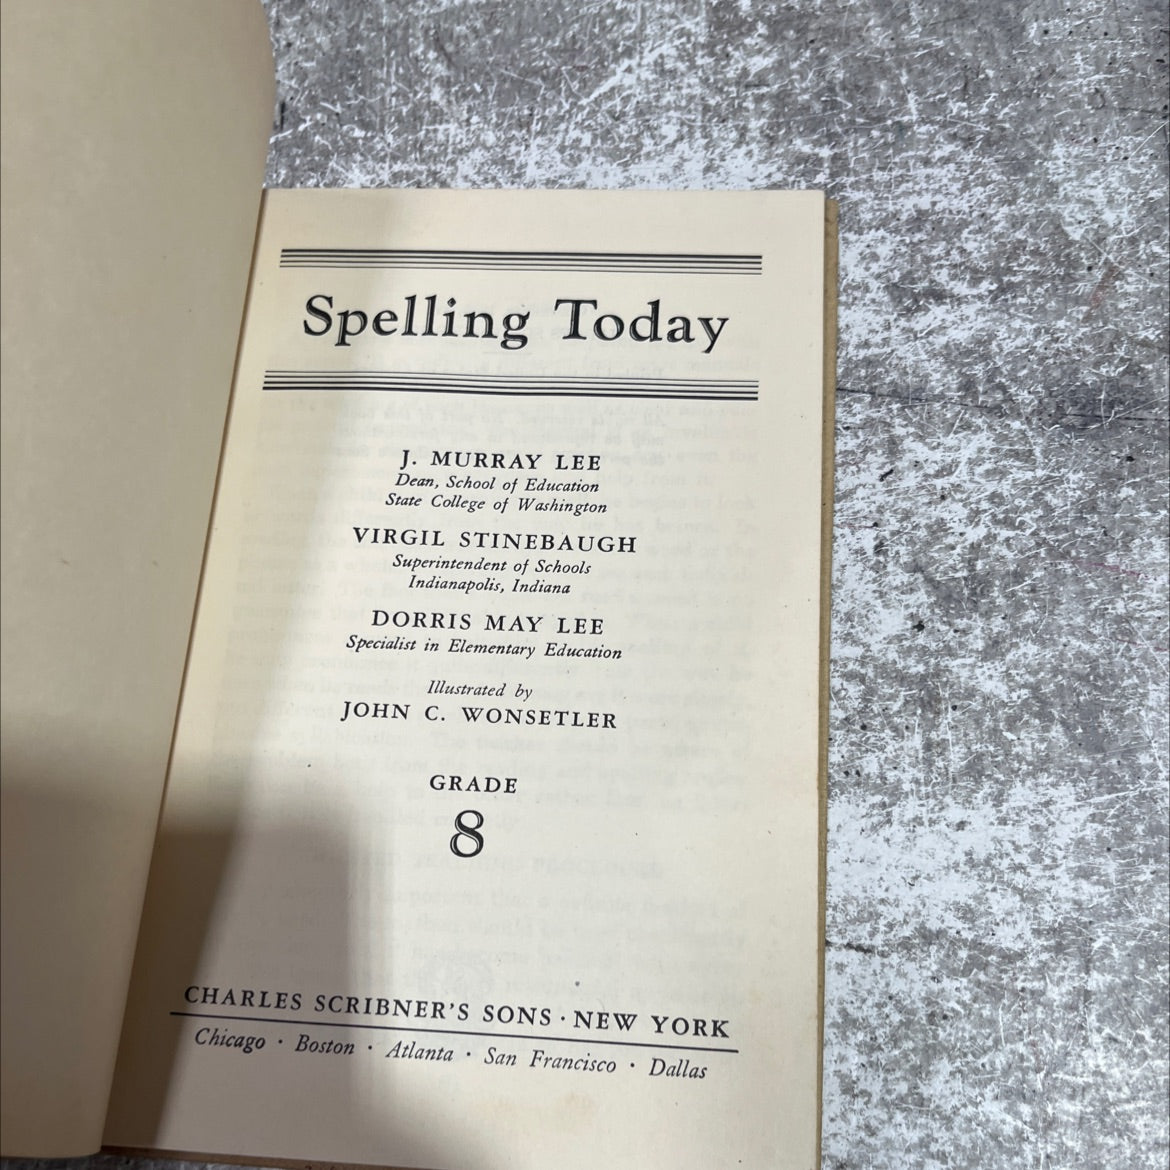 Spelling Today
J. MURRAY LEE
Dean, School of Education
State College of Washington
VIRGIL STINEBAUGH
Superintendent of Schools
Indianapolis, Indiana
DORRIS MAY LEE
Specialist in Elementary Education
Illustrated by
JOHN C. WONSETLER
GRADE
8
CHARLES SCRIBNER'S SONS · NEW YORK
Chicago · Boston · Atlanta · San Francisco · Dallas